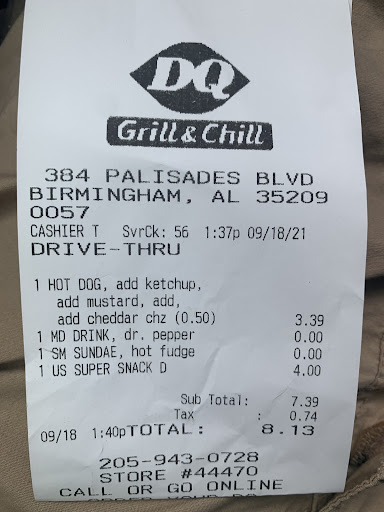 DQ
Grill & Chill
384 PALISADES BLVD
BIRMINGHAM, AL 35209
0057
CASHIER T SvrCk: 56 1:37p 09/18/21
DRIVE-THRU
1 HOT DOG, add ketchup,
add mustard, add,
add cheddar chz (0.50) 3.39
1 MD DRINK, dr. pepper 0.00
1 SM SUNDAE, hot fudge 0.00
1 US SUPER SNACK D 4.00
Sub Total: 7.39
Tax : 0.74
09/18 1:40pTOTAL: 8.13
205-943-0728
STORE #44470
CALL OR GO ONLINE